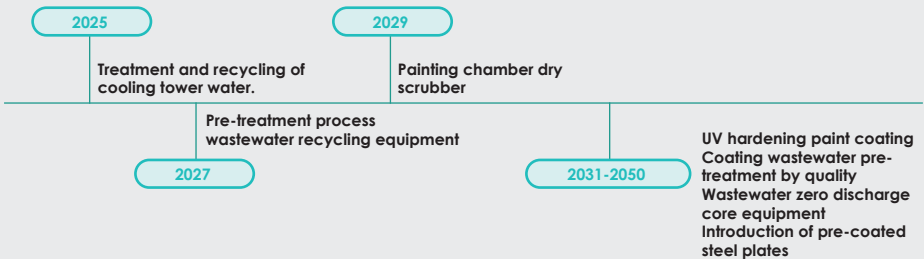 2025
Treatment and recycling of
cooling tower water.
Pre-treatment process
wastewater recycling equipment
2027
2029
Painting chamber dry
scrubber
2031-2050
UV hardening paint coating
Coating wastewater pre-
treatment by quality
Wastewater zero discharge
core equipment
Introduction of pre-coated
steel plates